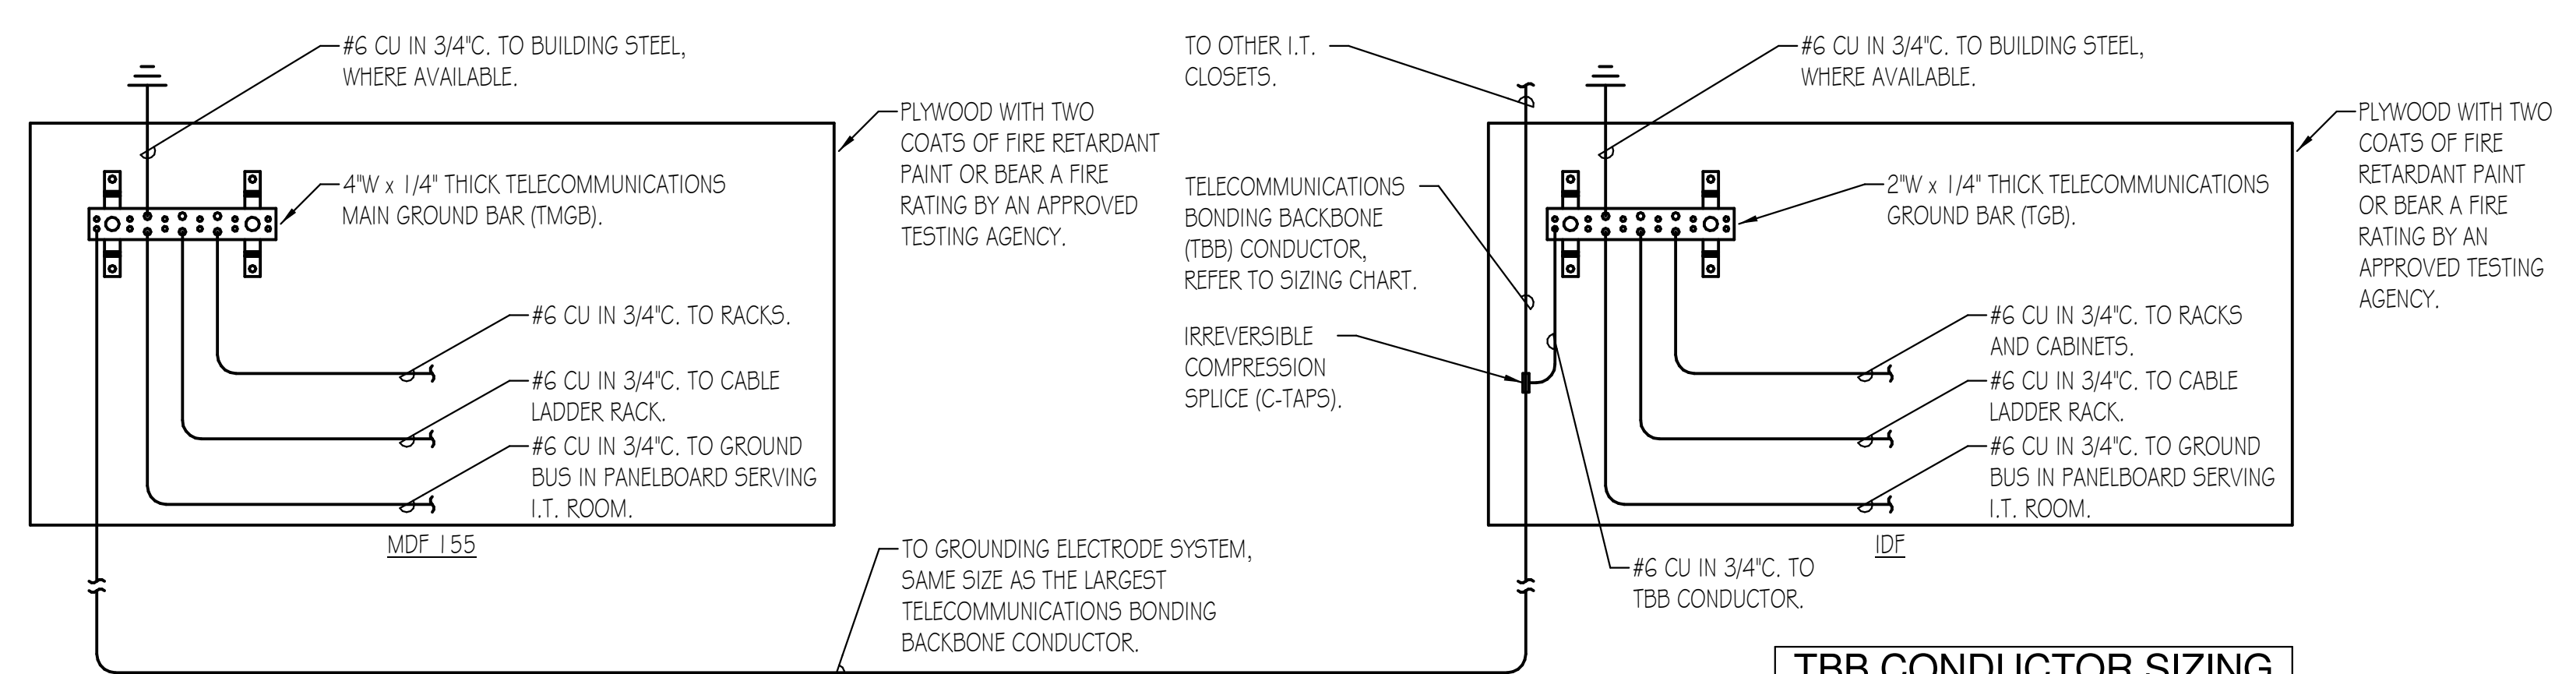 #6 CU IN 3/4"C. TO BUILDING STEEL,
WHERE AVAILABLE.
PLYWOOD WITH TWO
COATS OF FIRE RETARDANT
PAINT OR BEAR A FIRE
RATING BY AN APPROVED
TESTING AGENCY.
4"W x 1/4" THICK TELECOMMUNICATIONS
MAIN GROUND BAR (TMGB).
#6 CU IN 3/4"C. TO RACKS.
#6 CU IN 3/4"C. TO CABLE
LADDER RACK.
#6 CU IN 3/4"C. TO GROUND
BUS IN PANELBOARD SERVING
I.T. ROOM.
MDF 155
TO GROUNDING ELECTRODE SYSTEM,
SAME SIZE AS THE LARGEST
TELECOMMUNICATIONS BONDING
BACKBONE CONDUCTOR.
TO OTHER I.T.
CLOSETS.
TELECOMMUNICATIONS
BONDING BACKBONE
(TBB) CONDUCTOR,
REFER TO SIZING CHART.
IRREVERSIBLE
COMPRESSION
SPLICE (C-TAPS).
#6 CU IN 3/4"C. TO BUILDING STEEL,
WHERE AVAILABLE.
PLYWOOD WITH TWO
COATS OF FIRE
RETARDANT PAINT
OR BEAR A FIRE
RATING BY AN
APPROVED TESTING
AGENCY.
2"W x 1/4" THICK TELECOMMUNICATIONS
GROUND BAR (TGB).
#6 CU IN 3/4"C. TO RACKS
AND CABINETS.
#6 CU IN 3/4"C. TO CABLE
LADDER RACK.
#6 CU IN 3/4"C. TO GROUND
BUS IN PANELBOARD SERVING
I.T. ROOM.
IDF
#6 CU IN 3/4"C. TO
TBB CONDUCTOR.
TBB CONDUCTOR SIZING